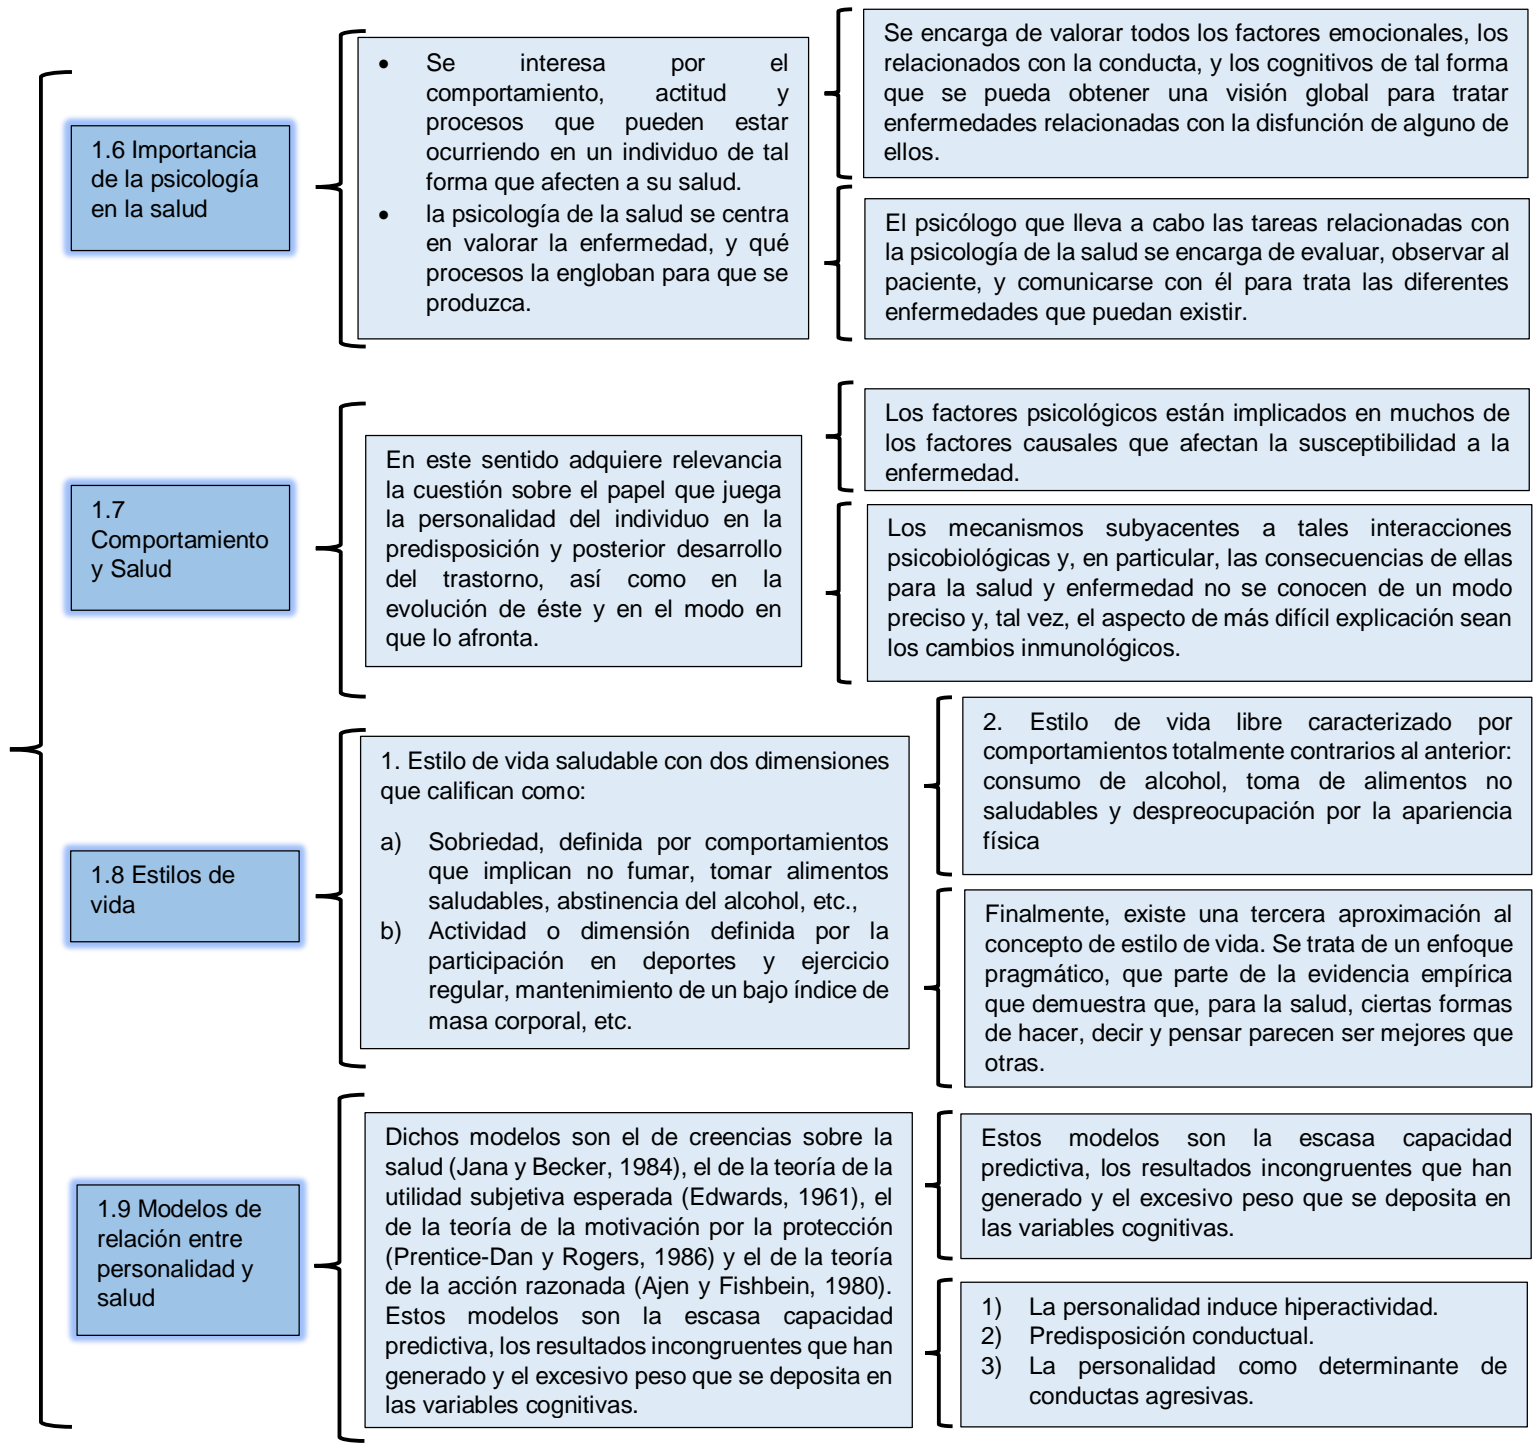 1.6 Importancia
de la psicología
en la salud
• Se interesa por el
comportamiento, actitud y
procesos que pueden estar
ocurriendo en un individuo de tal
forma que afecten a su salud.
• la psicología de la salud se centra
en valorar la enfermedad, y qué
procesos la engloban para que se
produzca.
Se encarga de valorar todos los factores emocionales, los
relacionados con la conducta, y los cognitivos de tal forma
que se pueda obtener una visión global para tratar
enfermedades relacionadas con la disfunción de alguno de
ellos.
El psicólogo que lleva a cabo las tareas relacionadas con
la psicología de la salud se encarga de evaluar, observar al
paciente, y comunicarse con él para trata las diferentes
enfermedades que puedan existir.
1.7
Comportamiento
y Salud
En este sentido adquiere relevancia
la cuestión sobre el papel que juega
la personalidad del individuo en la
predisposición y posterior desarrollo
del trastorno, así como en la
evolución de éste y en el modo en
que lo afronta.
Los factores psicológicos están implicados en muchos de
los factores causales que afectan la susceptibilidad a la
enfermedad.
Los mecanismos subyacentes a tales interacciones
psicobiológicas y, en particular, las consecuencias de ellas
para la salud y enfermedad no se conocen de un modo
preciso y, tal vez, el aspecto de más difícil explicación sean
los cambios inmunológicos.
1.8 Estilos de
vida
1. Estilo de vida saludable con dos dimensiones
que califican como:
a) Sobriedad, definida por comportamientos
que implican no fumar, tomar alimentos
saludables, abstinencia del alcohol, etc.,
b) Actividad o dimensión definida por la
participación en deportes y ejercicio
regular, mantenimiento de un bajo índice de
masa corporal, etc.
2. Estilo de vida libre caracterizado por
comportamientos totalmente contrarios al anterior:
consumo de alcohol, toma de alimentos no
saludables y despreocupación por la apariencia
física
Finalmente, existe una tercera aproximación al
concepto de estilo de vida. Se trata de un enfoque
pragmático, que parte de la evidencia empírica
que demuestra que, para la salud, ciertas formas
de hacer, decir y pensar parecen ser mejores que
otras.
1.9 Modelos de
relación entre
personalidad y
salud
Dichos modelos son el de creencias sobre la
salud (Jana y Becker, 1984), el de la teoría de la
utilidad subjetiva esperada (Edwards, 1961), el
de la teoría de la motivación por la protección
(Prentice-Dan y Rogers, 1986) y el de la teoría
de la acción razonada (Ajen y Fishbein, 1980).
Estos modelos son la escasa capacidad
predictiva, los resultados incongruentes que han
generado y el excesivo peso que se deposita en
las variables cognitivas.
Estos modelos son la escasa capacidad
predictiva, los resultados incongruentes que han
generado y el excesivo peso que se deposita en
las variables cognitivas.
1) La personalidad induce hiperactividad.
2) Predisposición conductual.
3) La personalidad como determinante de
conductas agresivas.